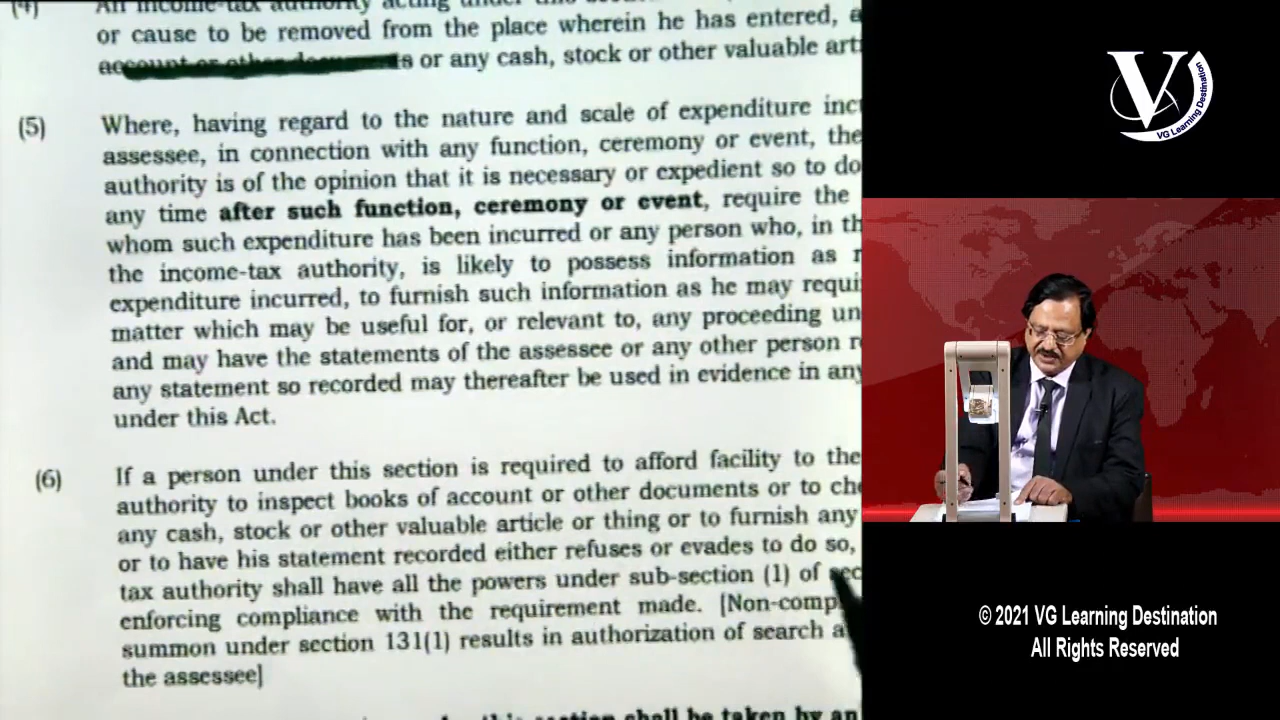 (4)
or cause to be removed from the place wherein he has entered,
or any cash, stock or other valuable
(5) Where, having regard to the nature and scale of expenditure
assessee, in connection with any function, ceremony or event, the
authority is of the opinion that it is necessary or expedient so to do
any time after such function, ceremony or event, require the
whom such expenditure has been incurred or any person who, in
the income-tax authority, is likely to possess information as
expenditure incurred, to furnish such information as he may
matter which may be useful for, or relevant to, any proceeding
and may have the statements of the assessee or any other person
any statement so recorded may thereafter be used in evidence in any
under this Act.
(6) If a person under this section is required to afford facility to the
authority to inspect books of account or other documents or to
any cash, stock or other valuable article or thing or to furnish any
or to have his statement recorded either refuses or evades to do so,
tax authority shall have all the powers under sub-section (1) of
enforcing compliance with the requirement made.
summon under section 131(1) results in authorization of search
the assessee]
section shall be taken by an
V
VG Learning Destination
© 2021 VG Learning Destination
All Rights Reserved